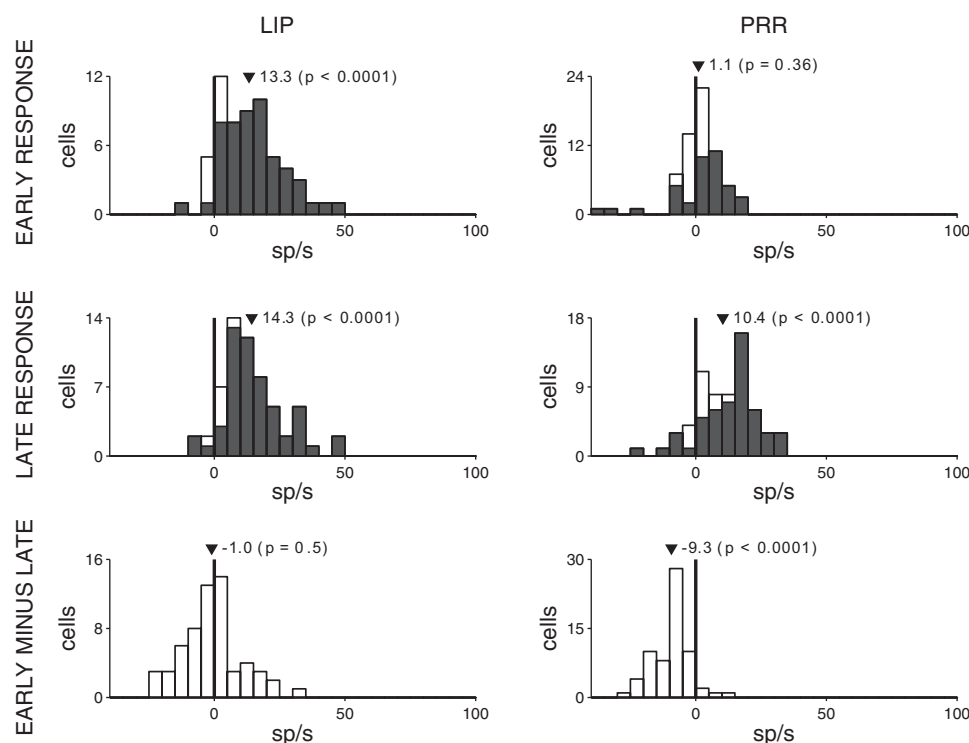 LIP
PRR
EARLY RESPONSE
12
6
0
cells
13.3 (p < 0.0001)
0
50
100
sp/s
24
12
0
cells
1.1 (p = 0.36)
0
50
100
sp/s
LATE RESPONSE
14
7
0
cells
14.3 (p < 0.0001)
0
50
100
sp/s
18
9
0
cells
10.4 (p < 0.0001)
0
50
100
sp/s
EARLY MINUS LATE
16
8
0
cells
-1.0 (p = 0.5)
0
50
100
sp/s
30
15
0
cells
-9.3 (p < 0.0001)
0
50
100
sp/s